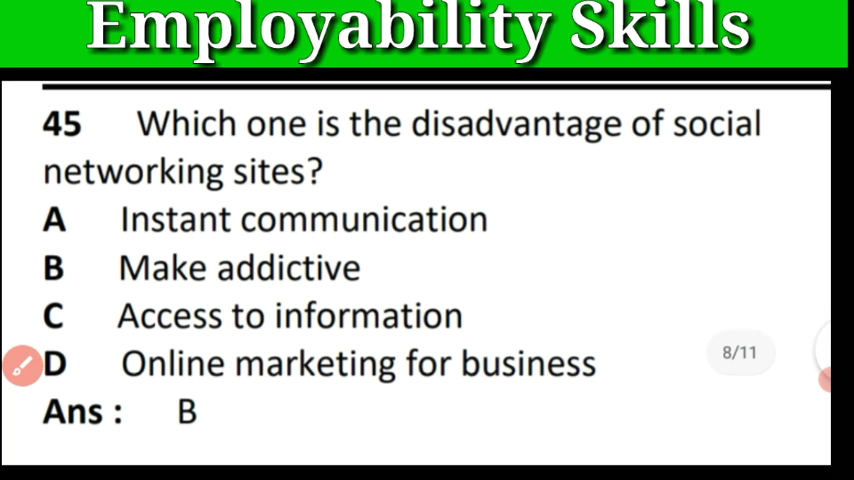 Employability Skills
45 Which one is the disadvantage of social
networking sites?
A Instant communication
B Make addictive
C Access to information
D Online marketing for business
8/11
Ans : B